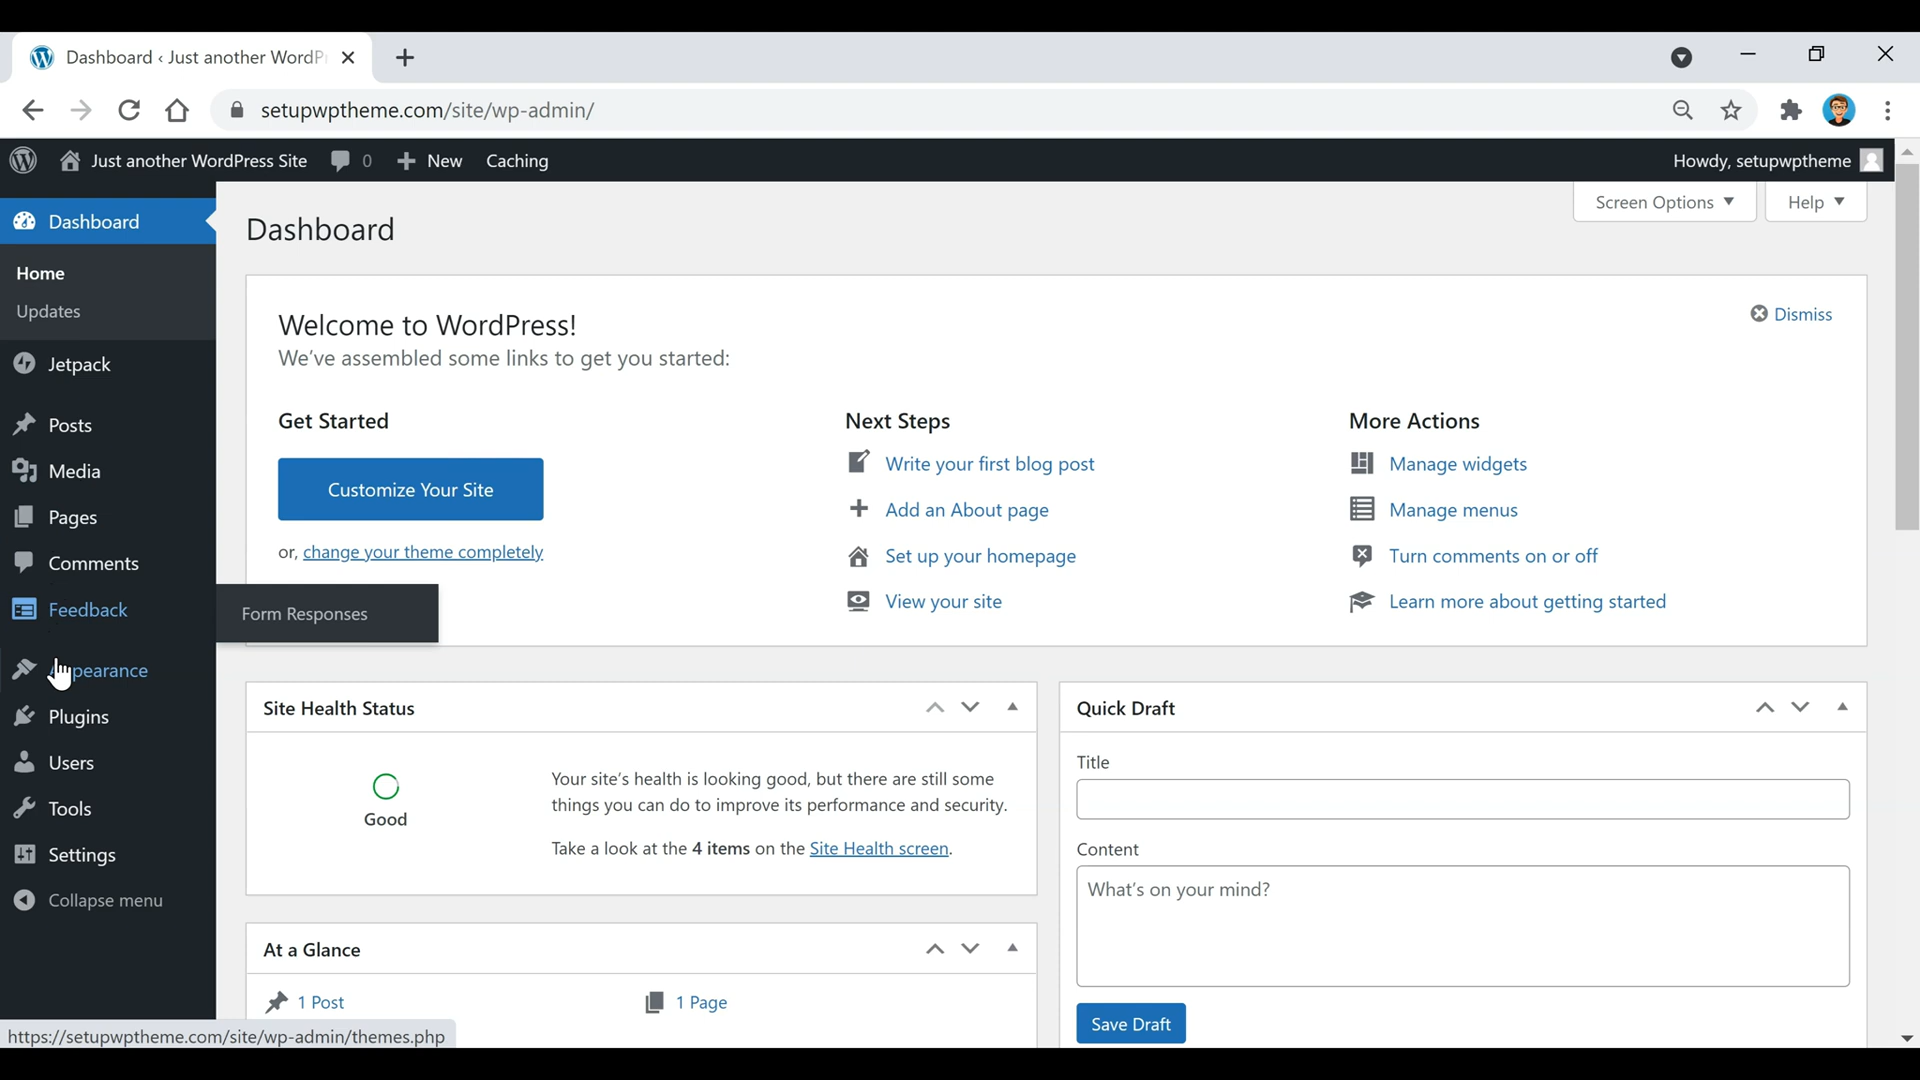 Dashboard ‹ Just another WordP
setupwptheme.com/site/wp-admin/
Just another WordPress Site 0 New Caching Howdy, setupwptheme
Screen Options Help
Dashboard
Home
Updates
Jetpack
Posts
Media
Pages
Comments
Feedback
Form Responses
ppearance
Plugins
Users
Tools
Settings
Collapse menu
Dashboard
Welcome to WordPress!
Dismiss
We've assembled some links to get you started:
Get Started
Customize Your Site
or, change your theme completely
Next Steps
Write your first blog post
Add an About page
Set up your homepage
View your site
More Actions
Manage widgets
Manage menus
Turn comments on or off
Learn more about getting started
Site Health Status
Good
Your site's health is looking good, but there are still some
things you can do to improve its performance and security.
Take a look at the 4 items on the Site Health screen.
At a Glance
1 Post
1 Page
Quick Draft
Title
Content
What's on your mind?
Save Draft
https://setupwptheme.com/site/wp-admin/themes.php